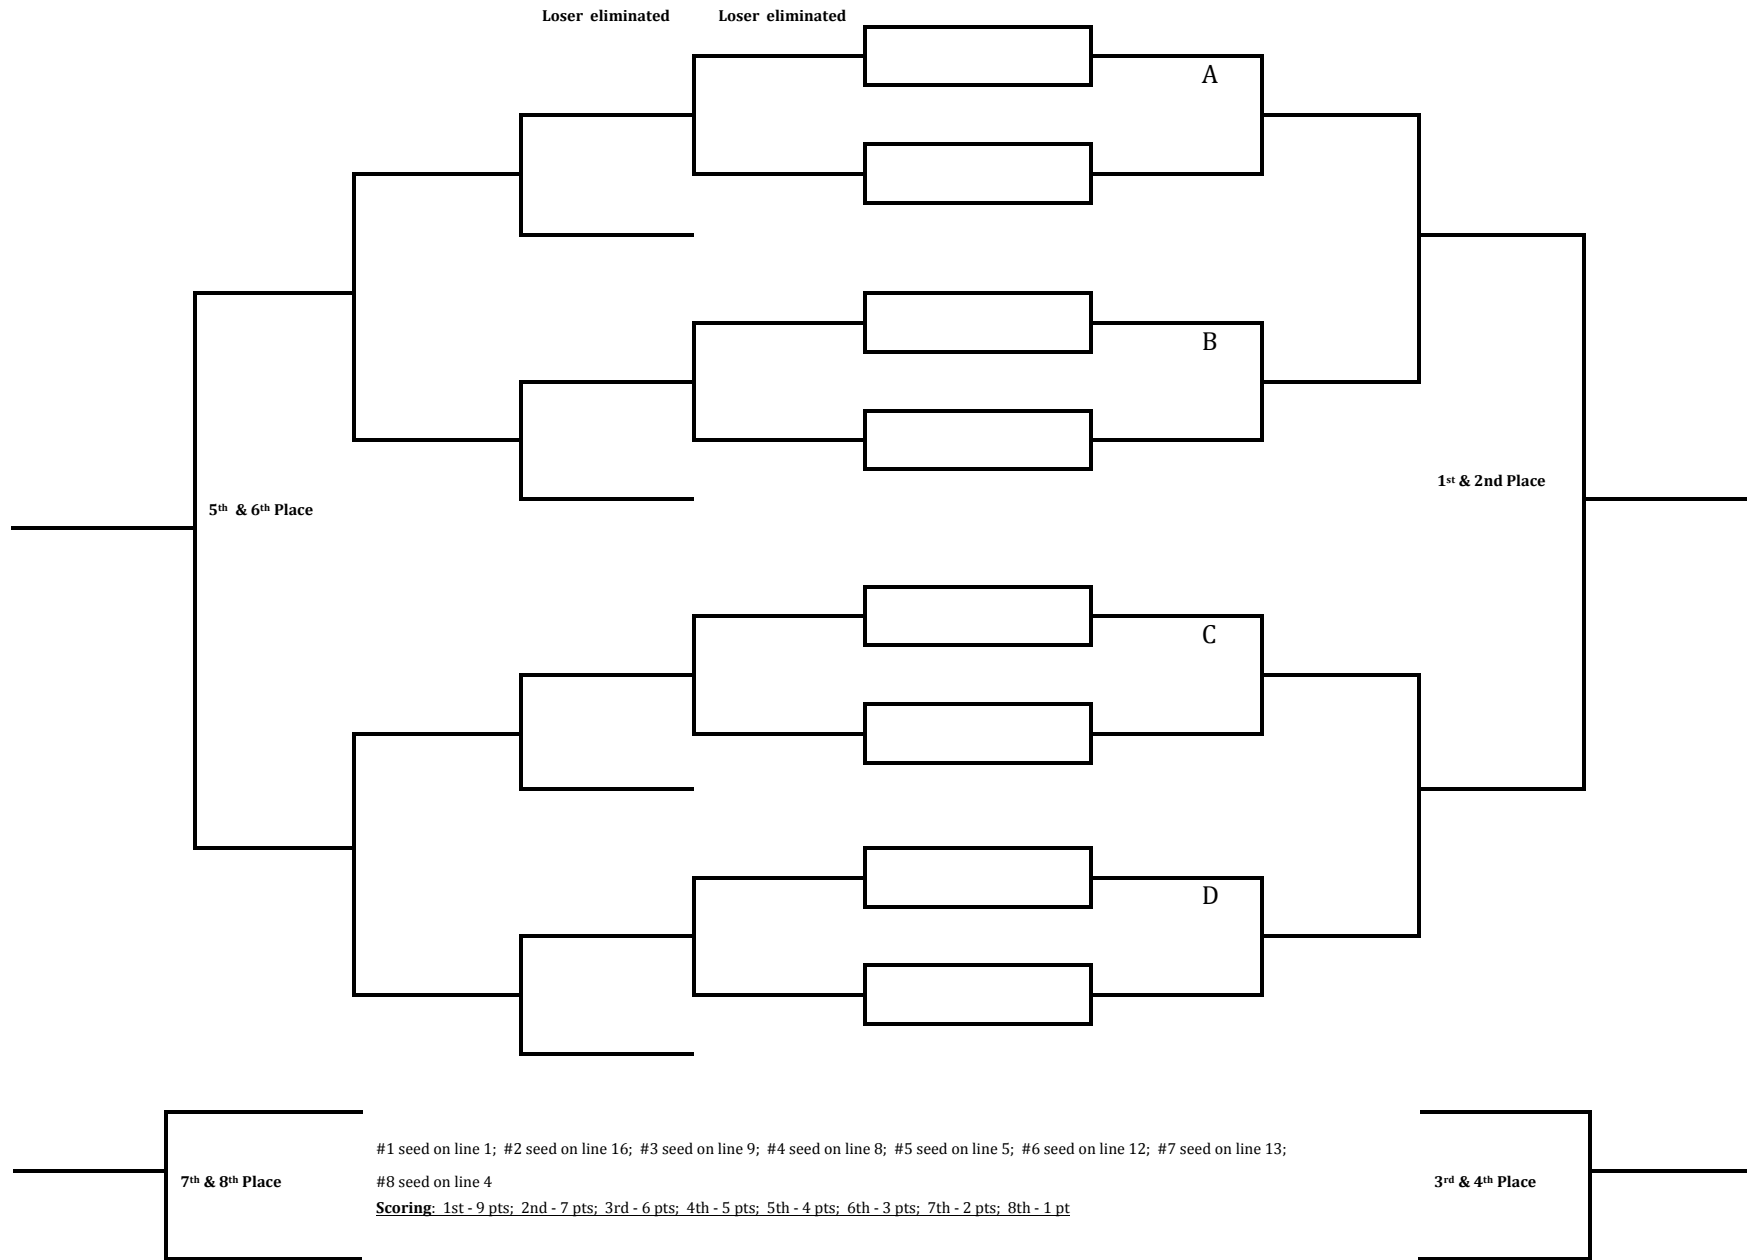 Loser eliminated Loser eliminated
A
B
1st & 2nd Place
5th & 6th Place
C
D
#1 seed on line 1; #2 seed on line 16; #3 seed on line 9; #4 seed on line 8; #5 seed on line 5; #6 seed on line 12; #7 seed on line 13;
7th & 8th Place
#8 seed on line 4
3rd & 4th Place
Scoring: 1st - 9 pts; 2nd - 7 pts; 3rd - 6 pts; 4th - 5 pts; 5th - 4 pts; 6th - 3 pts; 7th - 2 pts; 8th - 1 pt